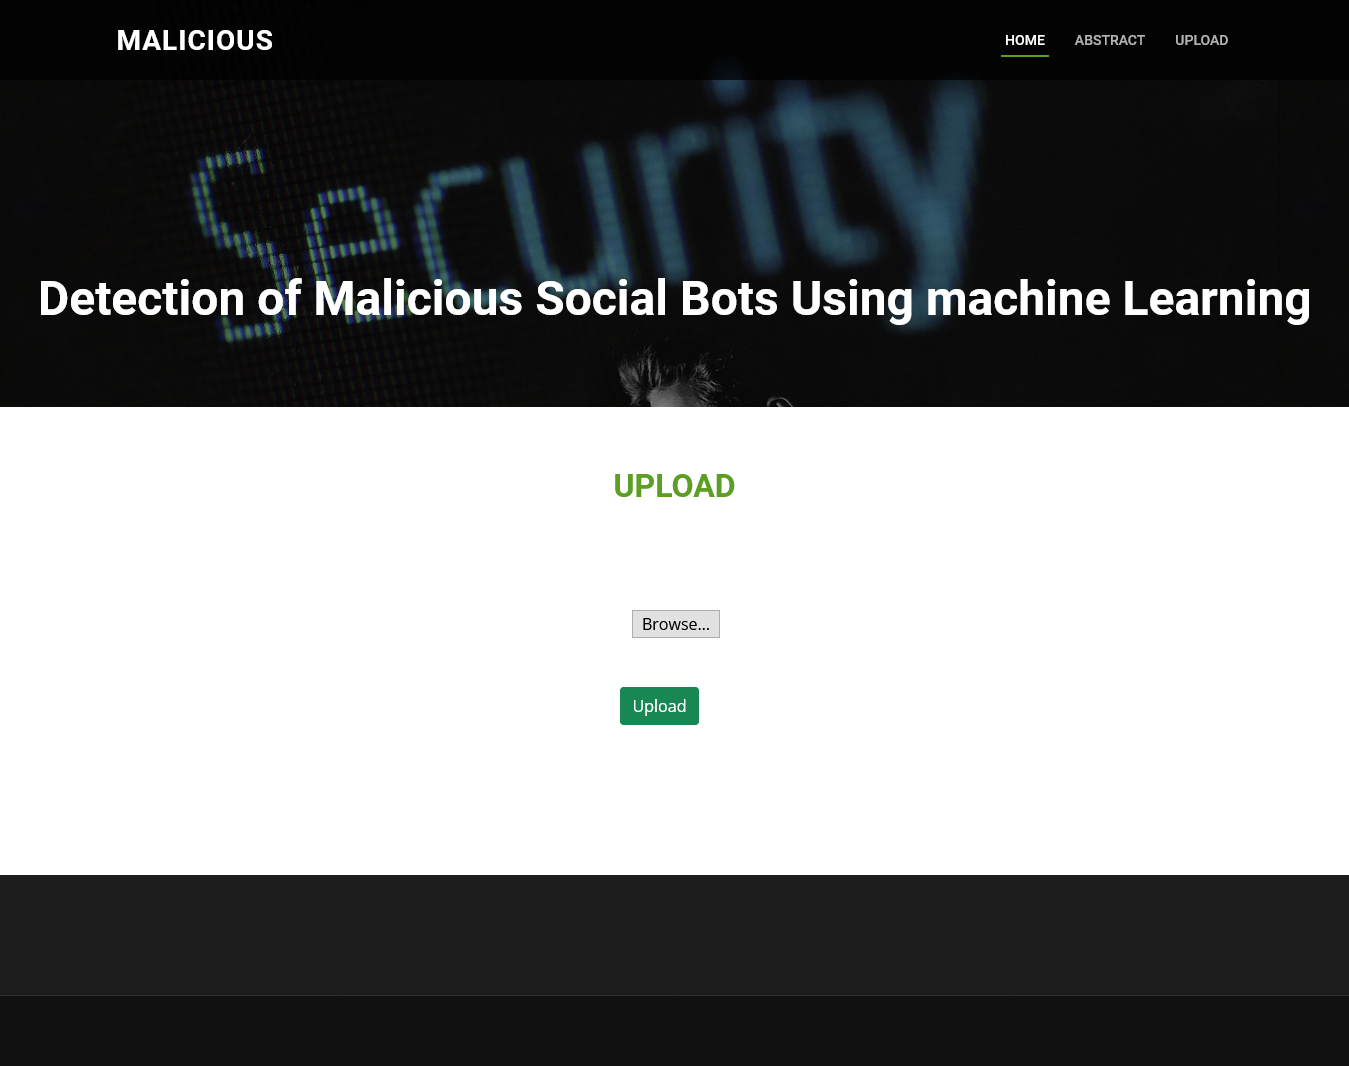 MALICIOUS
HOME
ABSTRACT
UPLOAD
Security
Detection of Malicious Social Bots Using machine Learning
UPLOAD
Browse...
Upload